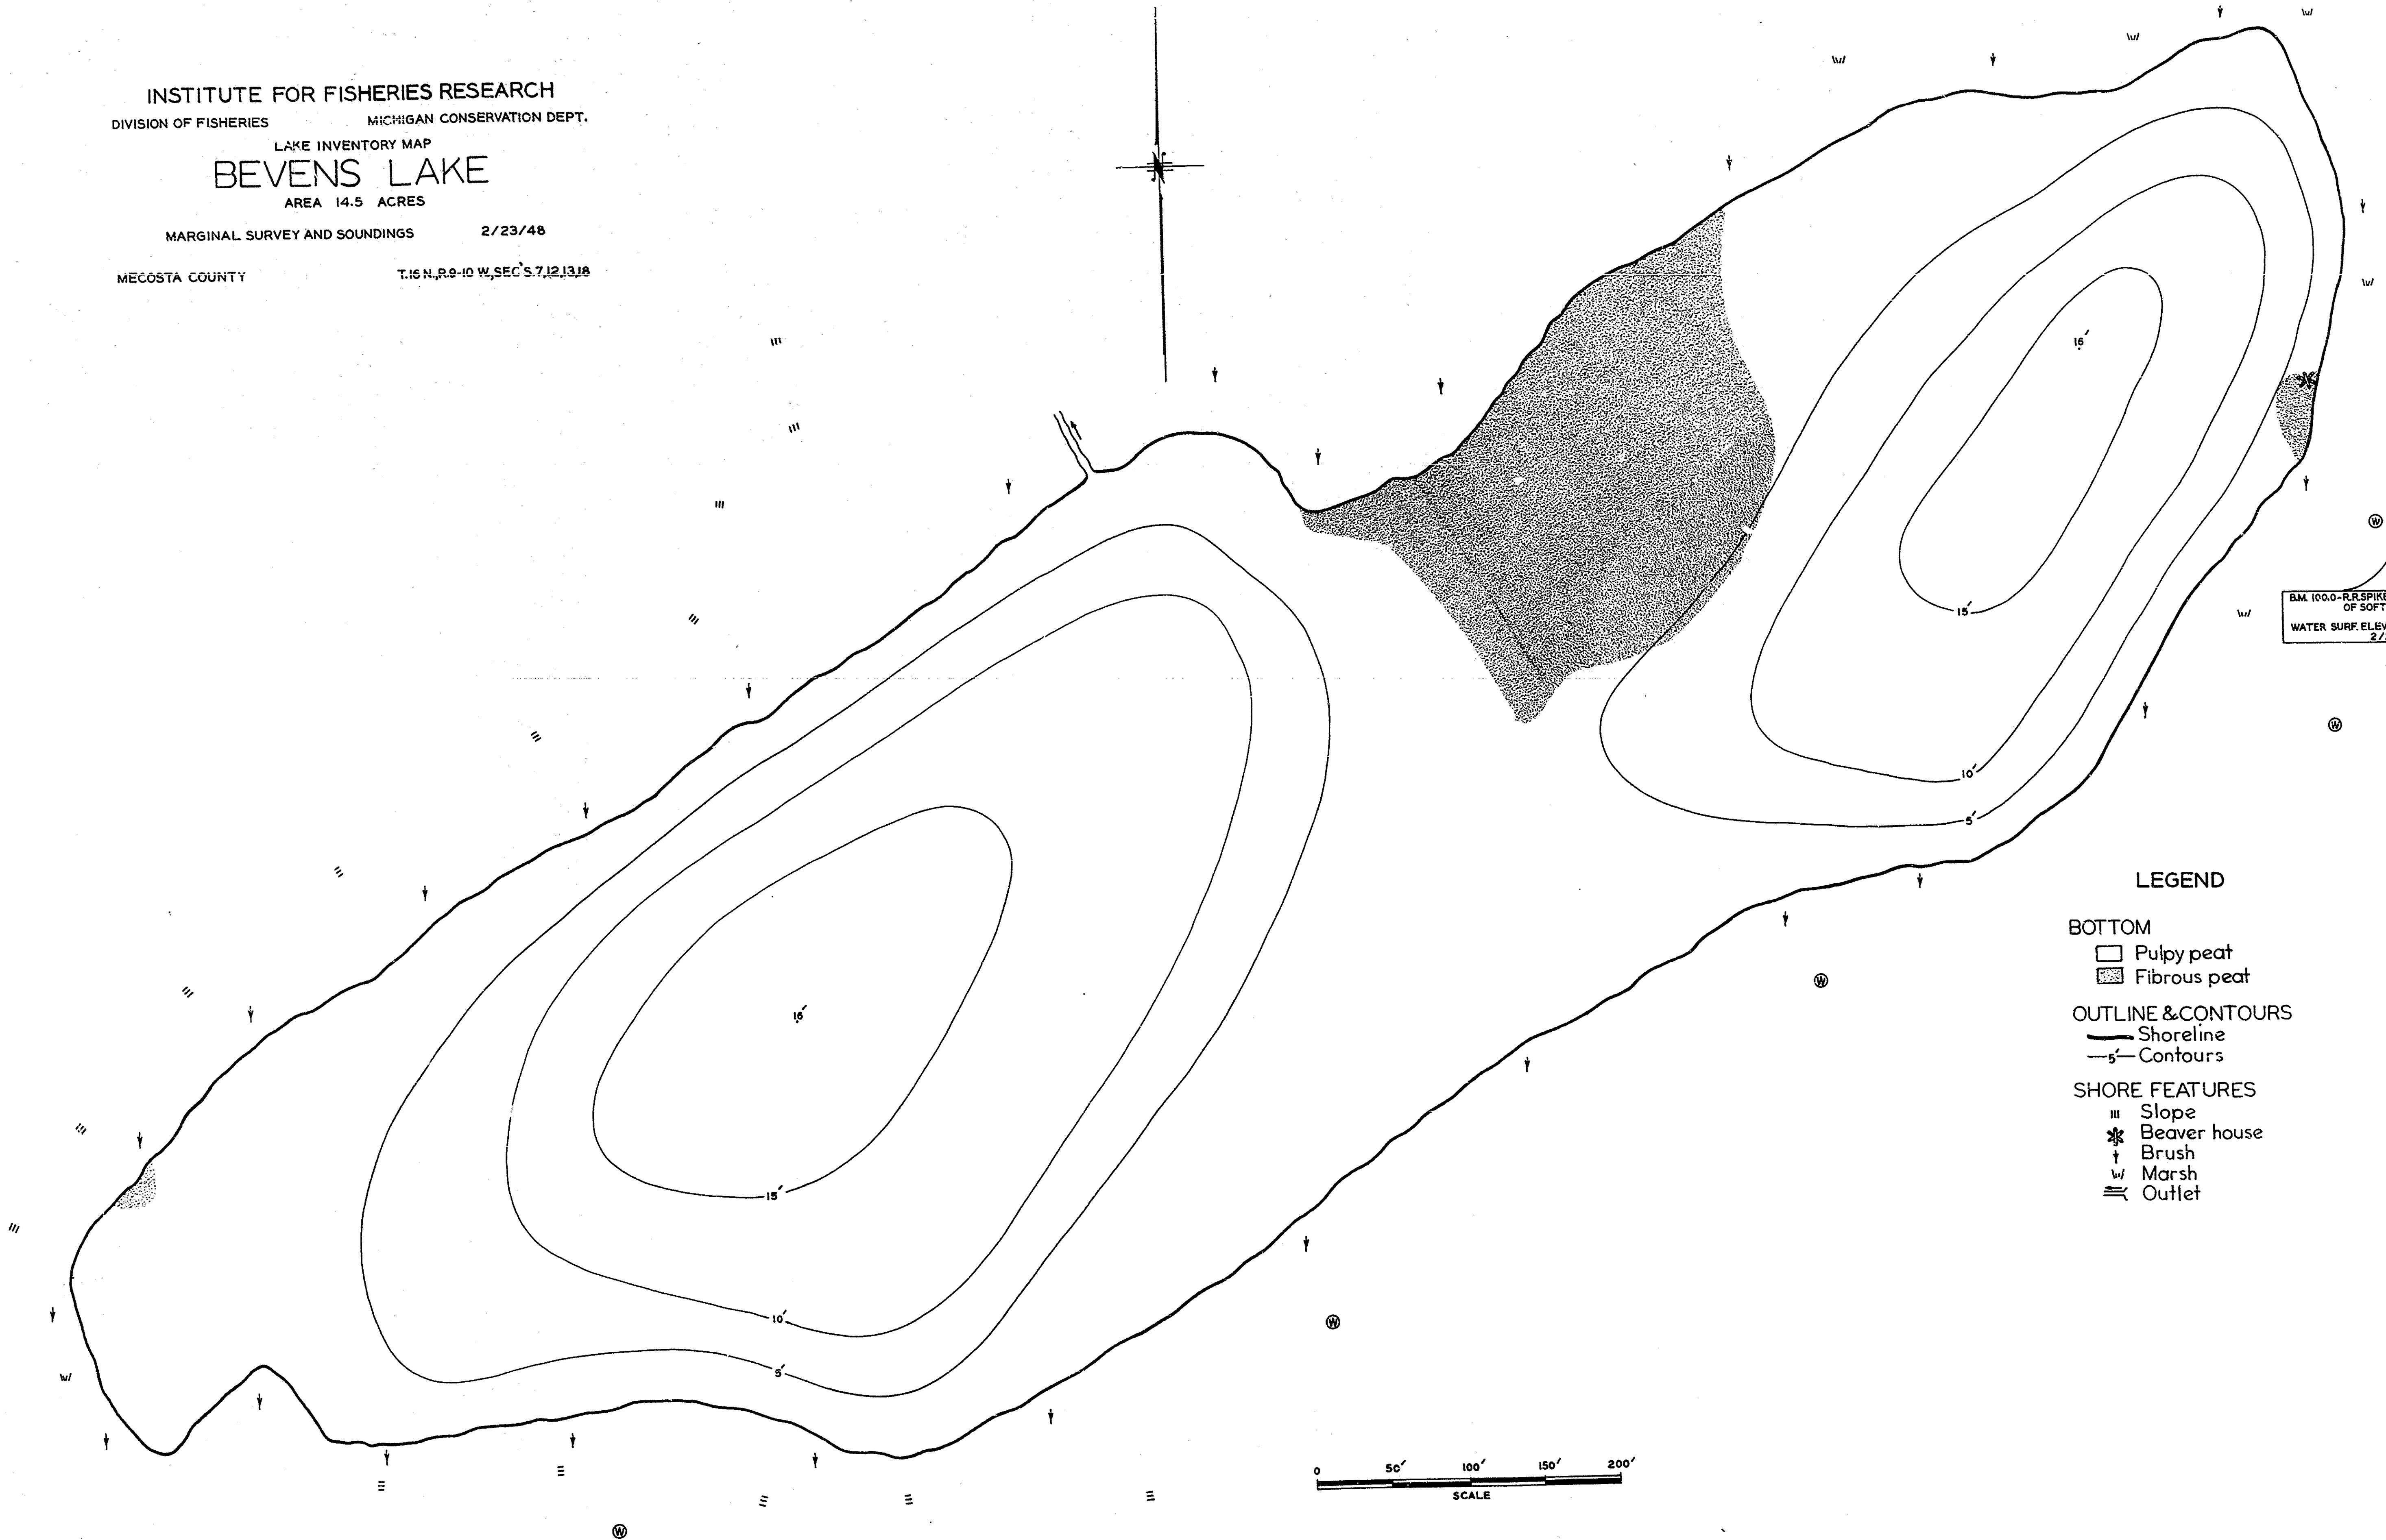 INSTITUTE FOR FISHERIES RESEARCH
DIVISION OF FISHERIES MICHIGAN CONSERVATION DEPT.
LAKE INVENTORY MAP
BEVENS LAKE
AREA 14.5 ACRES
MARGINAL SURVEY AND SOUNDINGS 2/23/48
MECOSTA COUNTY T.16 N.,R.9-10 W.,SEC'S.7,12,13,18
N
16'
15'
10'
5'
16'
15'
10'
5'
W
W
W
W
W
B.M. 100.0-R.R.SPIKE
OF SOFT
WATER SURF. ELEV
2/
LEGEND
BOTTOM
Pulpy peat
Fibrous peat
OUTLINE & CONTOURS
Shoreline
5' Contours
SHORE FEATURES
Slope
Beaver house
Brush
Marsh
Outlet
0 50' 100' 150' 200'
SCALE